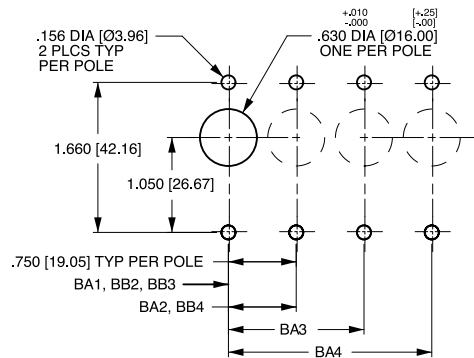 +.010
-.000
[+.25]
[-.00]
.156 DIA [Ø3.96]
2 PLCS TYP
PER POLE
.630 DIA [Ø16.00]
ONE PER POLE
1.660 [42.16]
1.050 [26.67]
.750 [19.05] TYP PER POLE
BA1, BB2, BB3
BA2, BB4
BA3
BA4